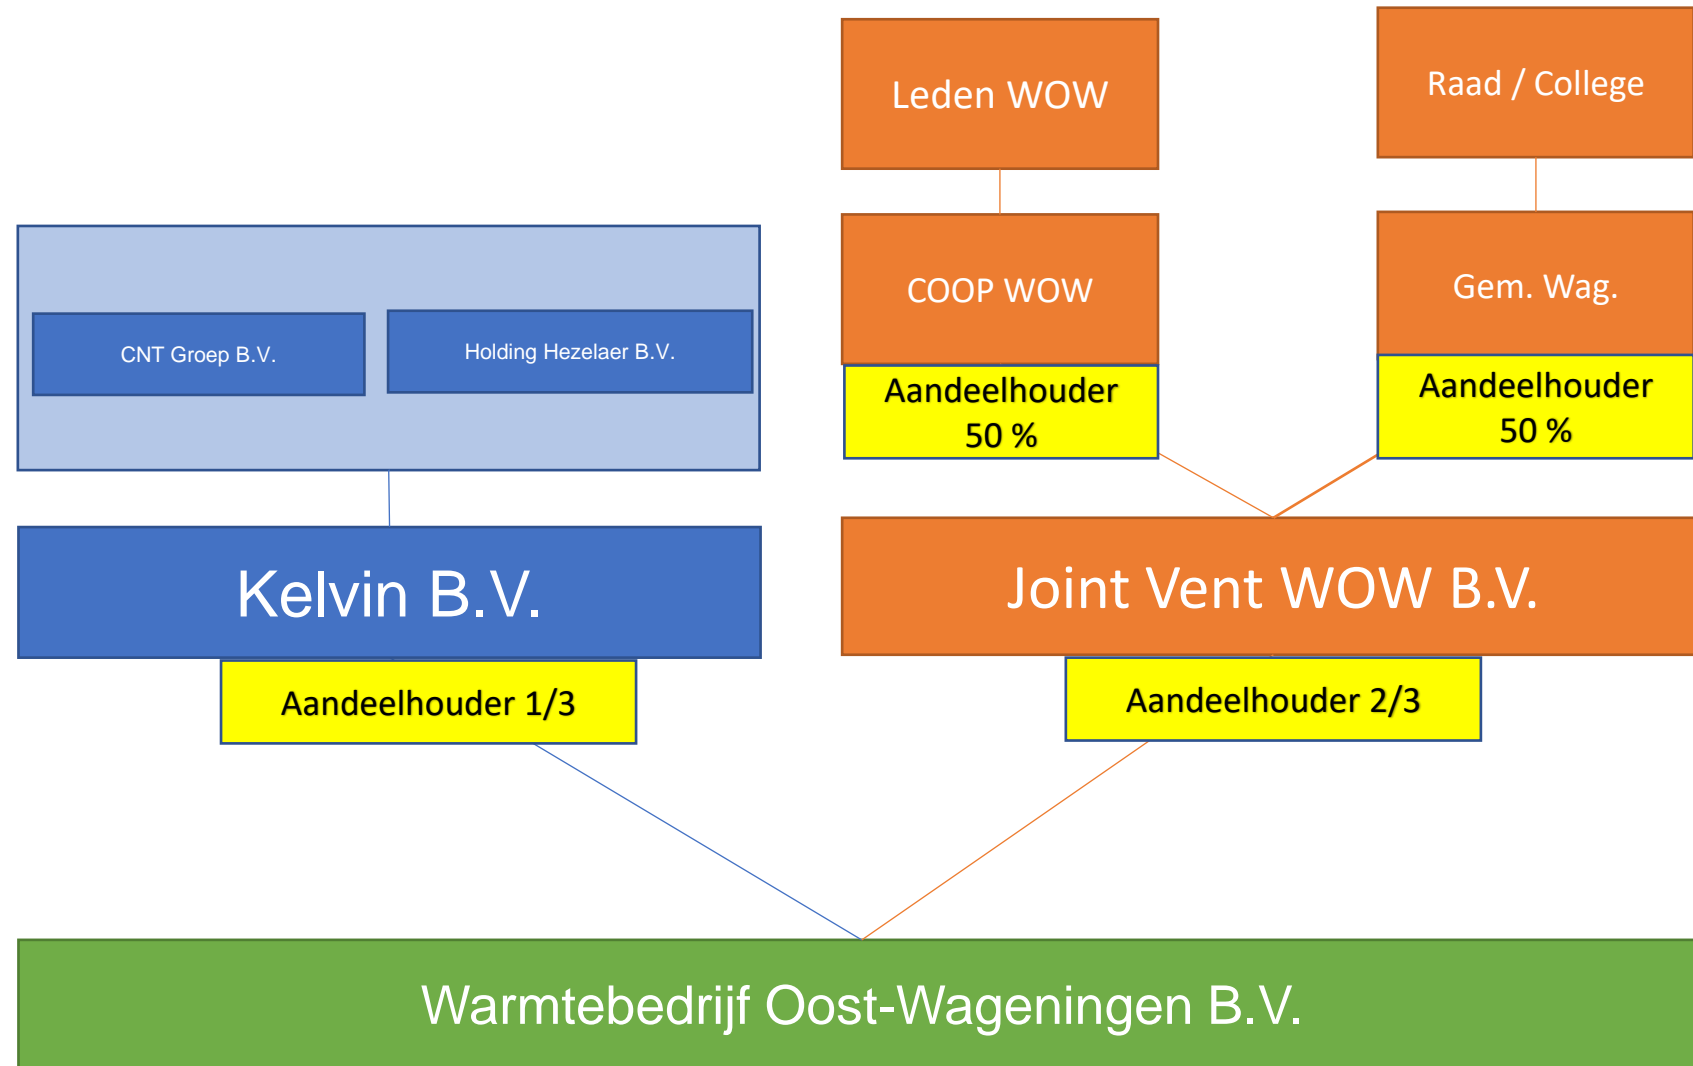 Leden WOW
Raad / College
COOP WOW
Gem. Wag.
CNT Groep B.V.
Holding Hezelaer B.V.
Aandeelhouder
50 %
Aandeelhouder
50 %
Kelvin B.V.
Joint Vent WOW B.V.
Aandeelhouder 1/3
Aandeelhouder 2/3
Warmtebedrijf Oost-Wageningen B.V.